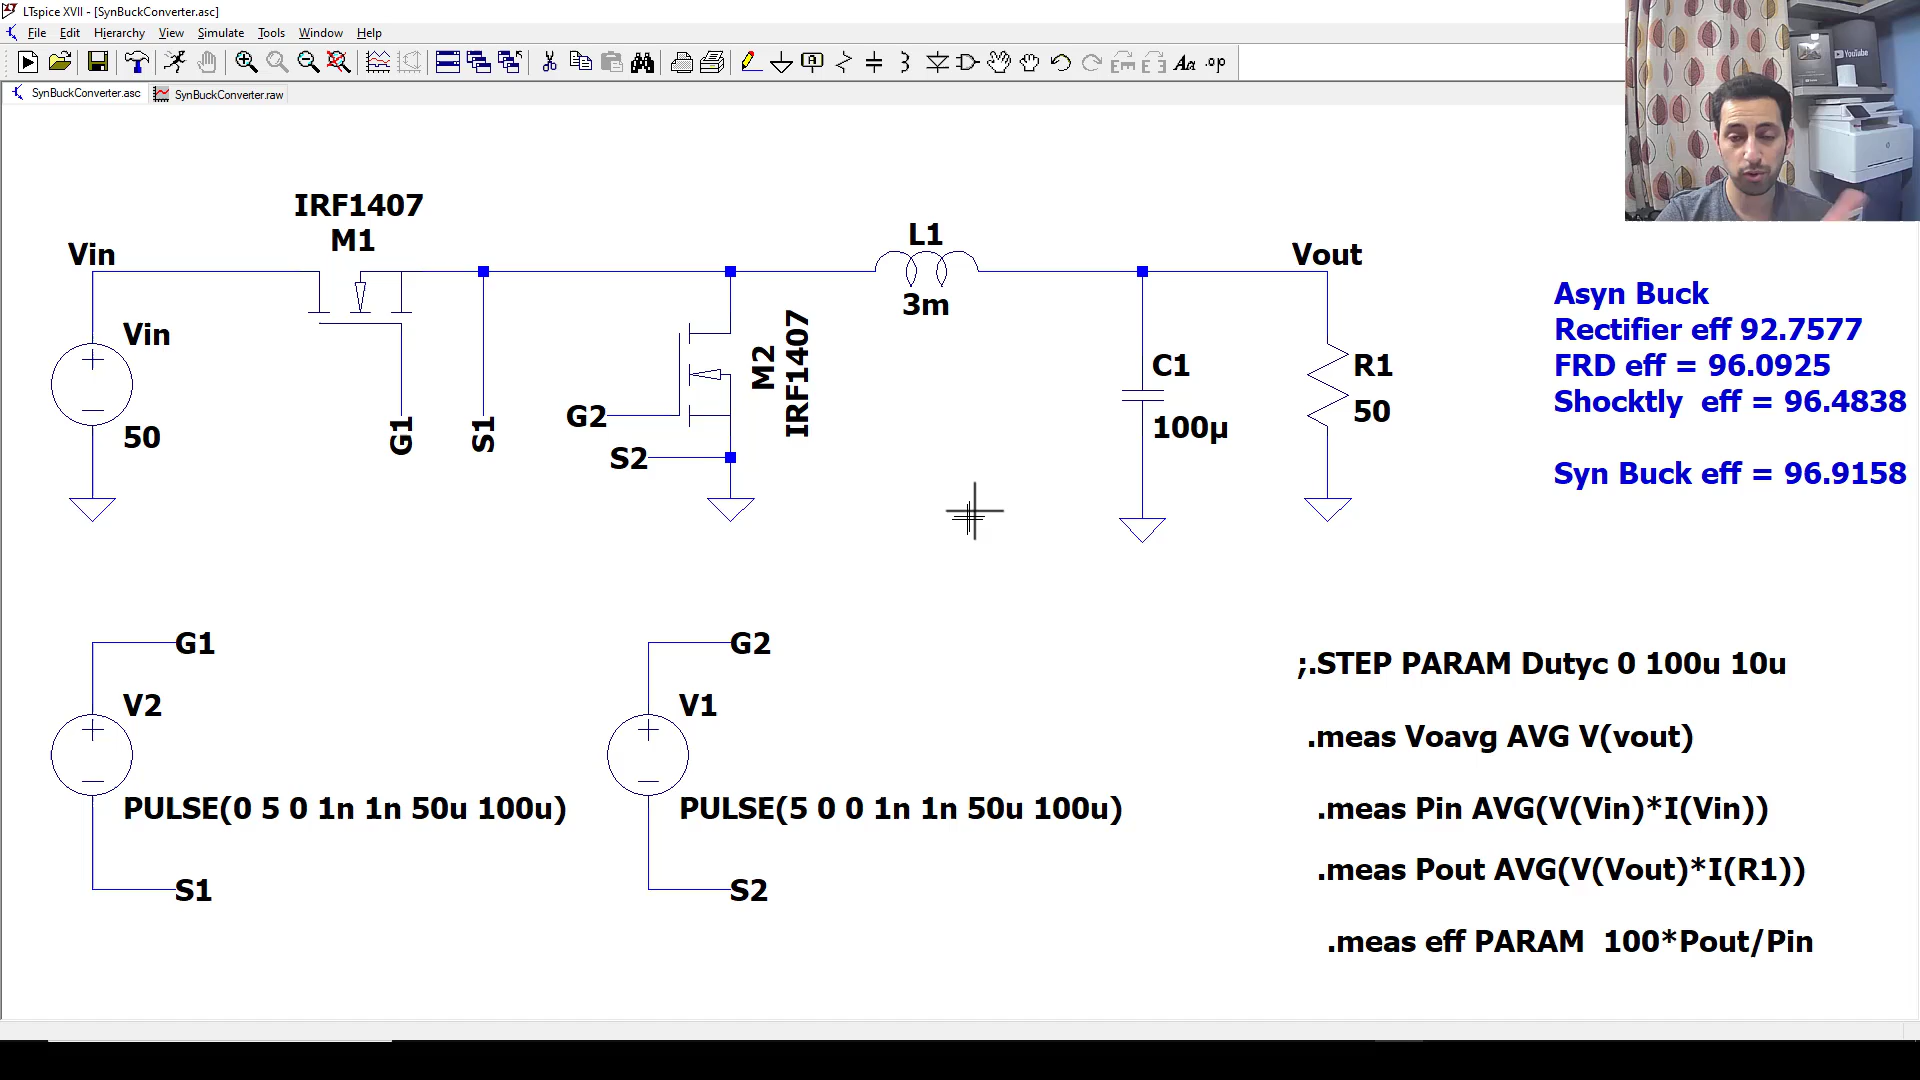 LTspice XVII - [SynBuckConverter.asc]
File Edit Hierarchy View Simulate Tools Window Help
SynBuckConverter.asc SynBuckConverter.raw
YouTube
IRF1407
M1
Vin
Vin
50
G1
S1
G2
S2
M2
IRF1407
L1
3m
C1
100µ
Vout
R1
50
Asyn Buck
Rectifier eff 92.7577
FRD eff = 96.0925
Shocktly eff = 96.4838
Syn Buck eff = 96.9158
G1
V2
PULSE(0 5 0 1n 1n 50u 100u)
S1
G2
V1
PULSE(5 0 0 1n 1n 50u 100u)
S2
;.STEP PARAM Dutyc 0 100u 10u
.meas Voavg AVG V(vout)
.meas Pin AVG(V(Vin)*I(Vin))
.meas Pout AVG(V(Vout)*I(R1))
.meas eff PARAM 100*Pout/Pin